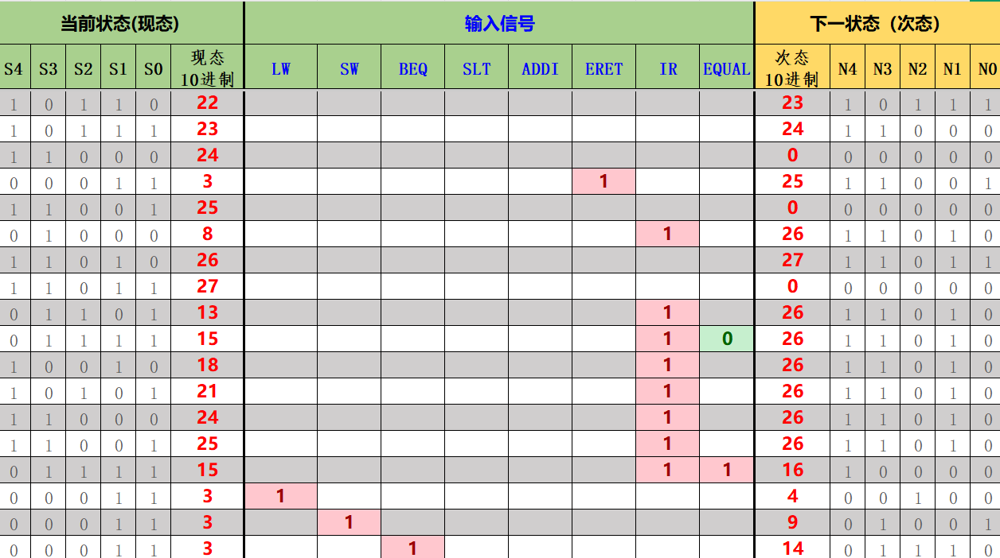 当前状态(现态) 输入信号 下一状态（次态）
S4 S3 S2 S1 S0 现态 10进制 LW SW BEQ SLT ADDI ERET IR EQUAL 次态 10进制 N4 N3 N2 N1 N0
1 0 1 1 0 22 23 1 0 1 1 1
1 0 1 1 1 23 24 1 1 0 0 0
1 1 0 0 0 24 0 0 0 0 0 0
0 0 0 1 1 3 1 25 1 1 0 0 1
1 1 0 0 1 25 0 0 0 0 0 0
0 1 0 0 0 8 1 26 1 1 0 1 0
1 1 0 1 0 26 27 1 1 0 1 1
1 1 0 1 1 27 0 0 0 0 0 0
0 1 1 0 1 13 1 26 1 1 0 1 0
0 1 1 1 1 15 1 0 26 1 1 0 1 0
1 0 0 1 0 18 1 26 1 1 0 1 0
1 0 1 0 1 21 1 26 1 1 0 1 0
1 1 0 0 0 24 1 26 1 1 0 1 0
1 1 0 0 1 25 1 26 1 1 0 1 0
0 1 1 1 1 15 1 1 16 1 0 0 0 0
0 0 0 1 1 3 1 4 0 0 1 0 0
0 0 0 1 1 3 1 9 0 1 0 0 1
0 0 0 1 1 3 1 14 0 1 1 1 0